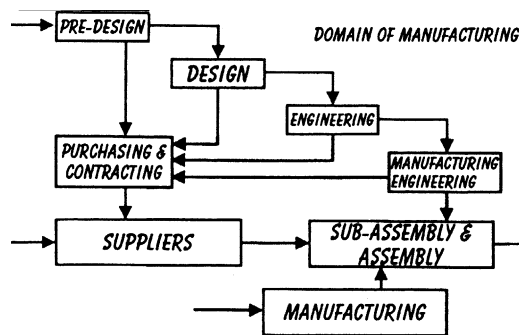 PRE-DESIGN
DOMAIN OF MANUFACTURING
DESIGN
ENGINEERING
PURCHASING &
CONTRACTING
MANUFACTURING
ENGINEERING
SUPPLIERS
SUB-ASSEMBLY &
ASSEMBLY
MANUFACTURING